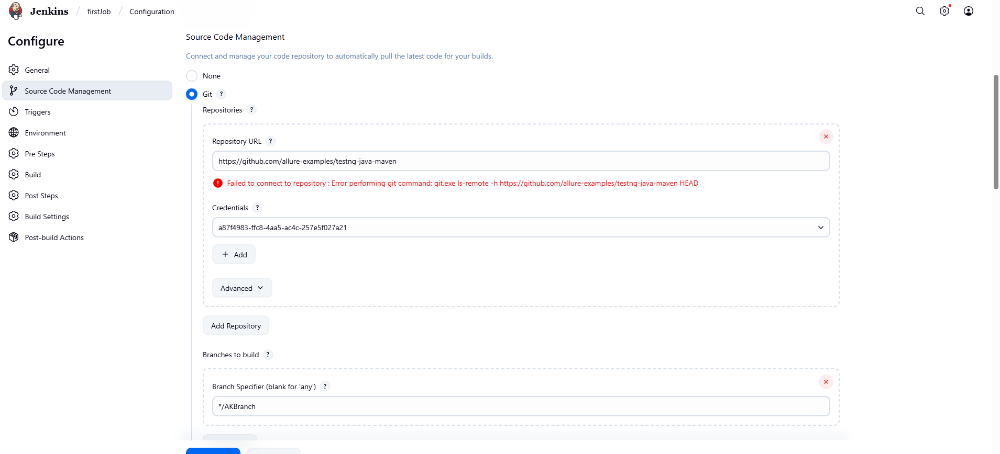 Jenkins / firstJob / Configuration
Configure
General
Source Code Management
Triggers
Environment
Pre Steps
Build
Post Steps
Build Settings
Post-build Actions
Source Code Management
Connect and manage your code repository to automatically pull the latest code for your builds.
None
Git ?
Repositories ?
Repository URL ?
https://github.com/allure-examples/testng-java-maven
Failed to connect to repository : Error performing git command: git.exe ls-remote -h https://github.com/allure-examples/testng-java-maven HEAD
Credentials ?
a87f4983-ffc8-4aa5-ac4c-257e5f027a21
+ Add
Advanced
Add Repository
Branches to build ?
Branch Specifier (blank for 'any') ?
*/AKBranch